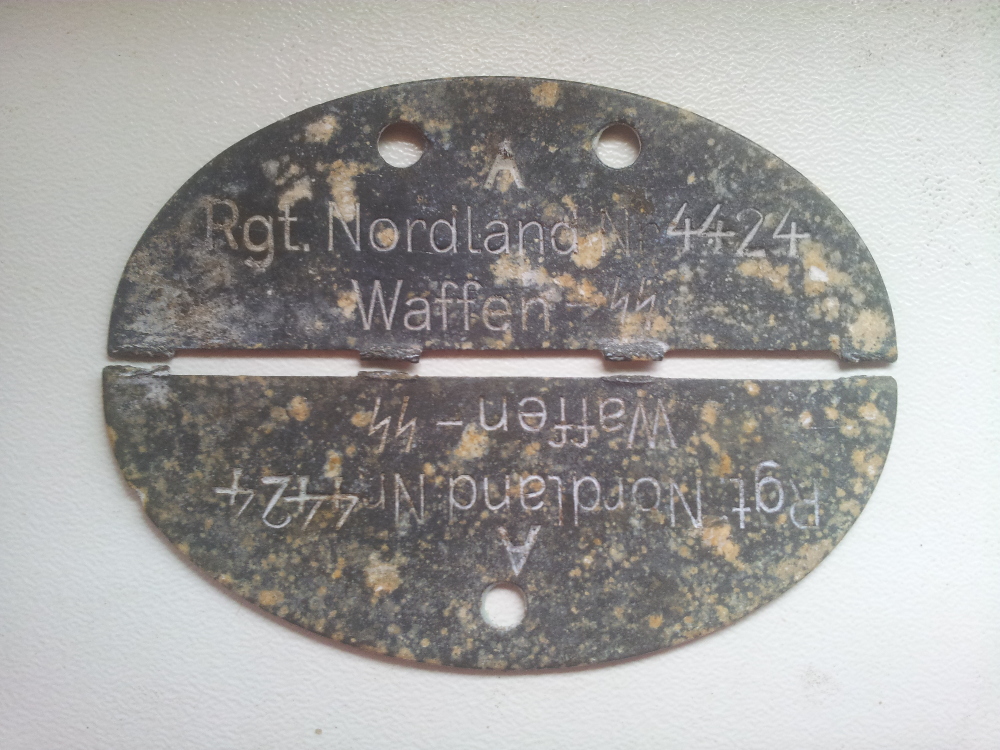 A
Rgt. Nordland Nr 4424
Waffen - ᛋᛋ
A
Rgt. Nordland Nr 4424
Waffen - ᛋᛋ